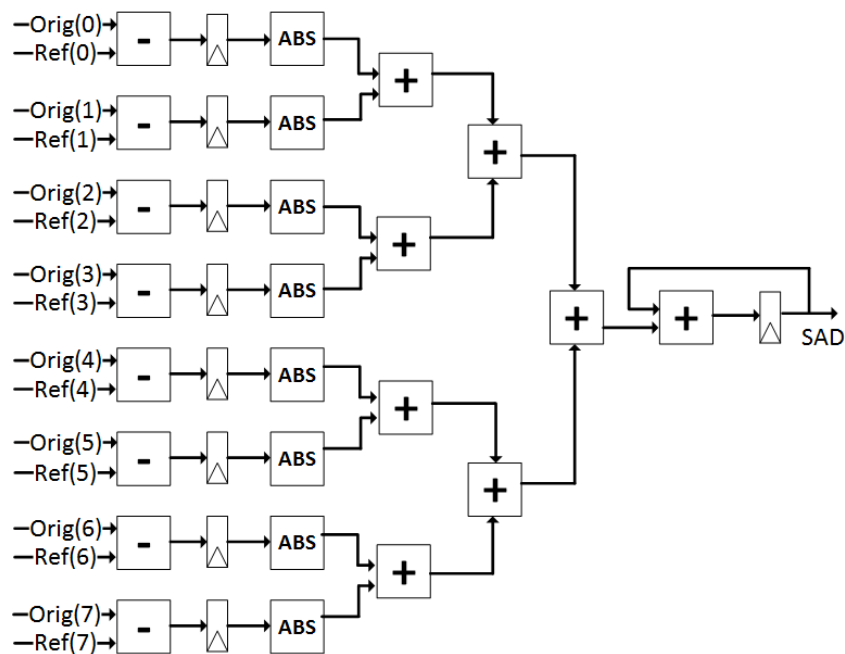 Orig(0)
Ref(0)
-
ABS
+
Orig(1)
Ref(1)
-
ABS
+
Orig(2)
Ref(2)
-
ABS
+
Orig(3)
Ref(3)
-
ABS
+
+
SAD
Orig(4)
Ref(4)
-
ABS
+
Orig(5)
Ref(5)
-
ABS
+
Orig(6)
Ref(6)
-
ABS
+
Orig(7)
Ref(7)
-
ABS